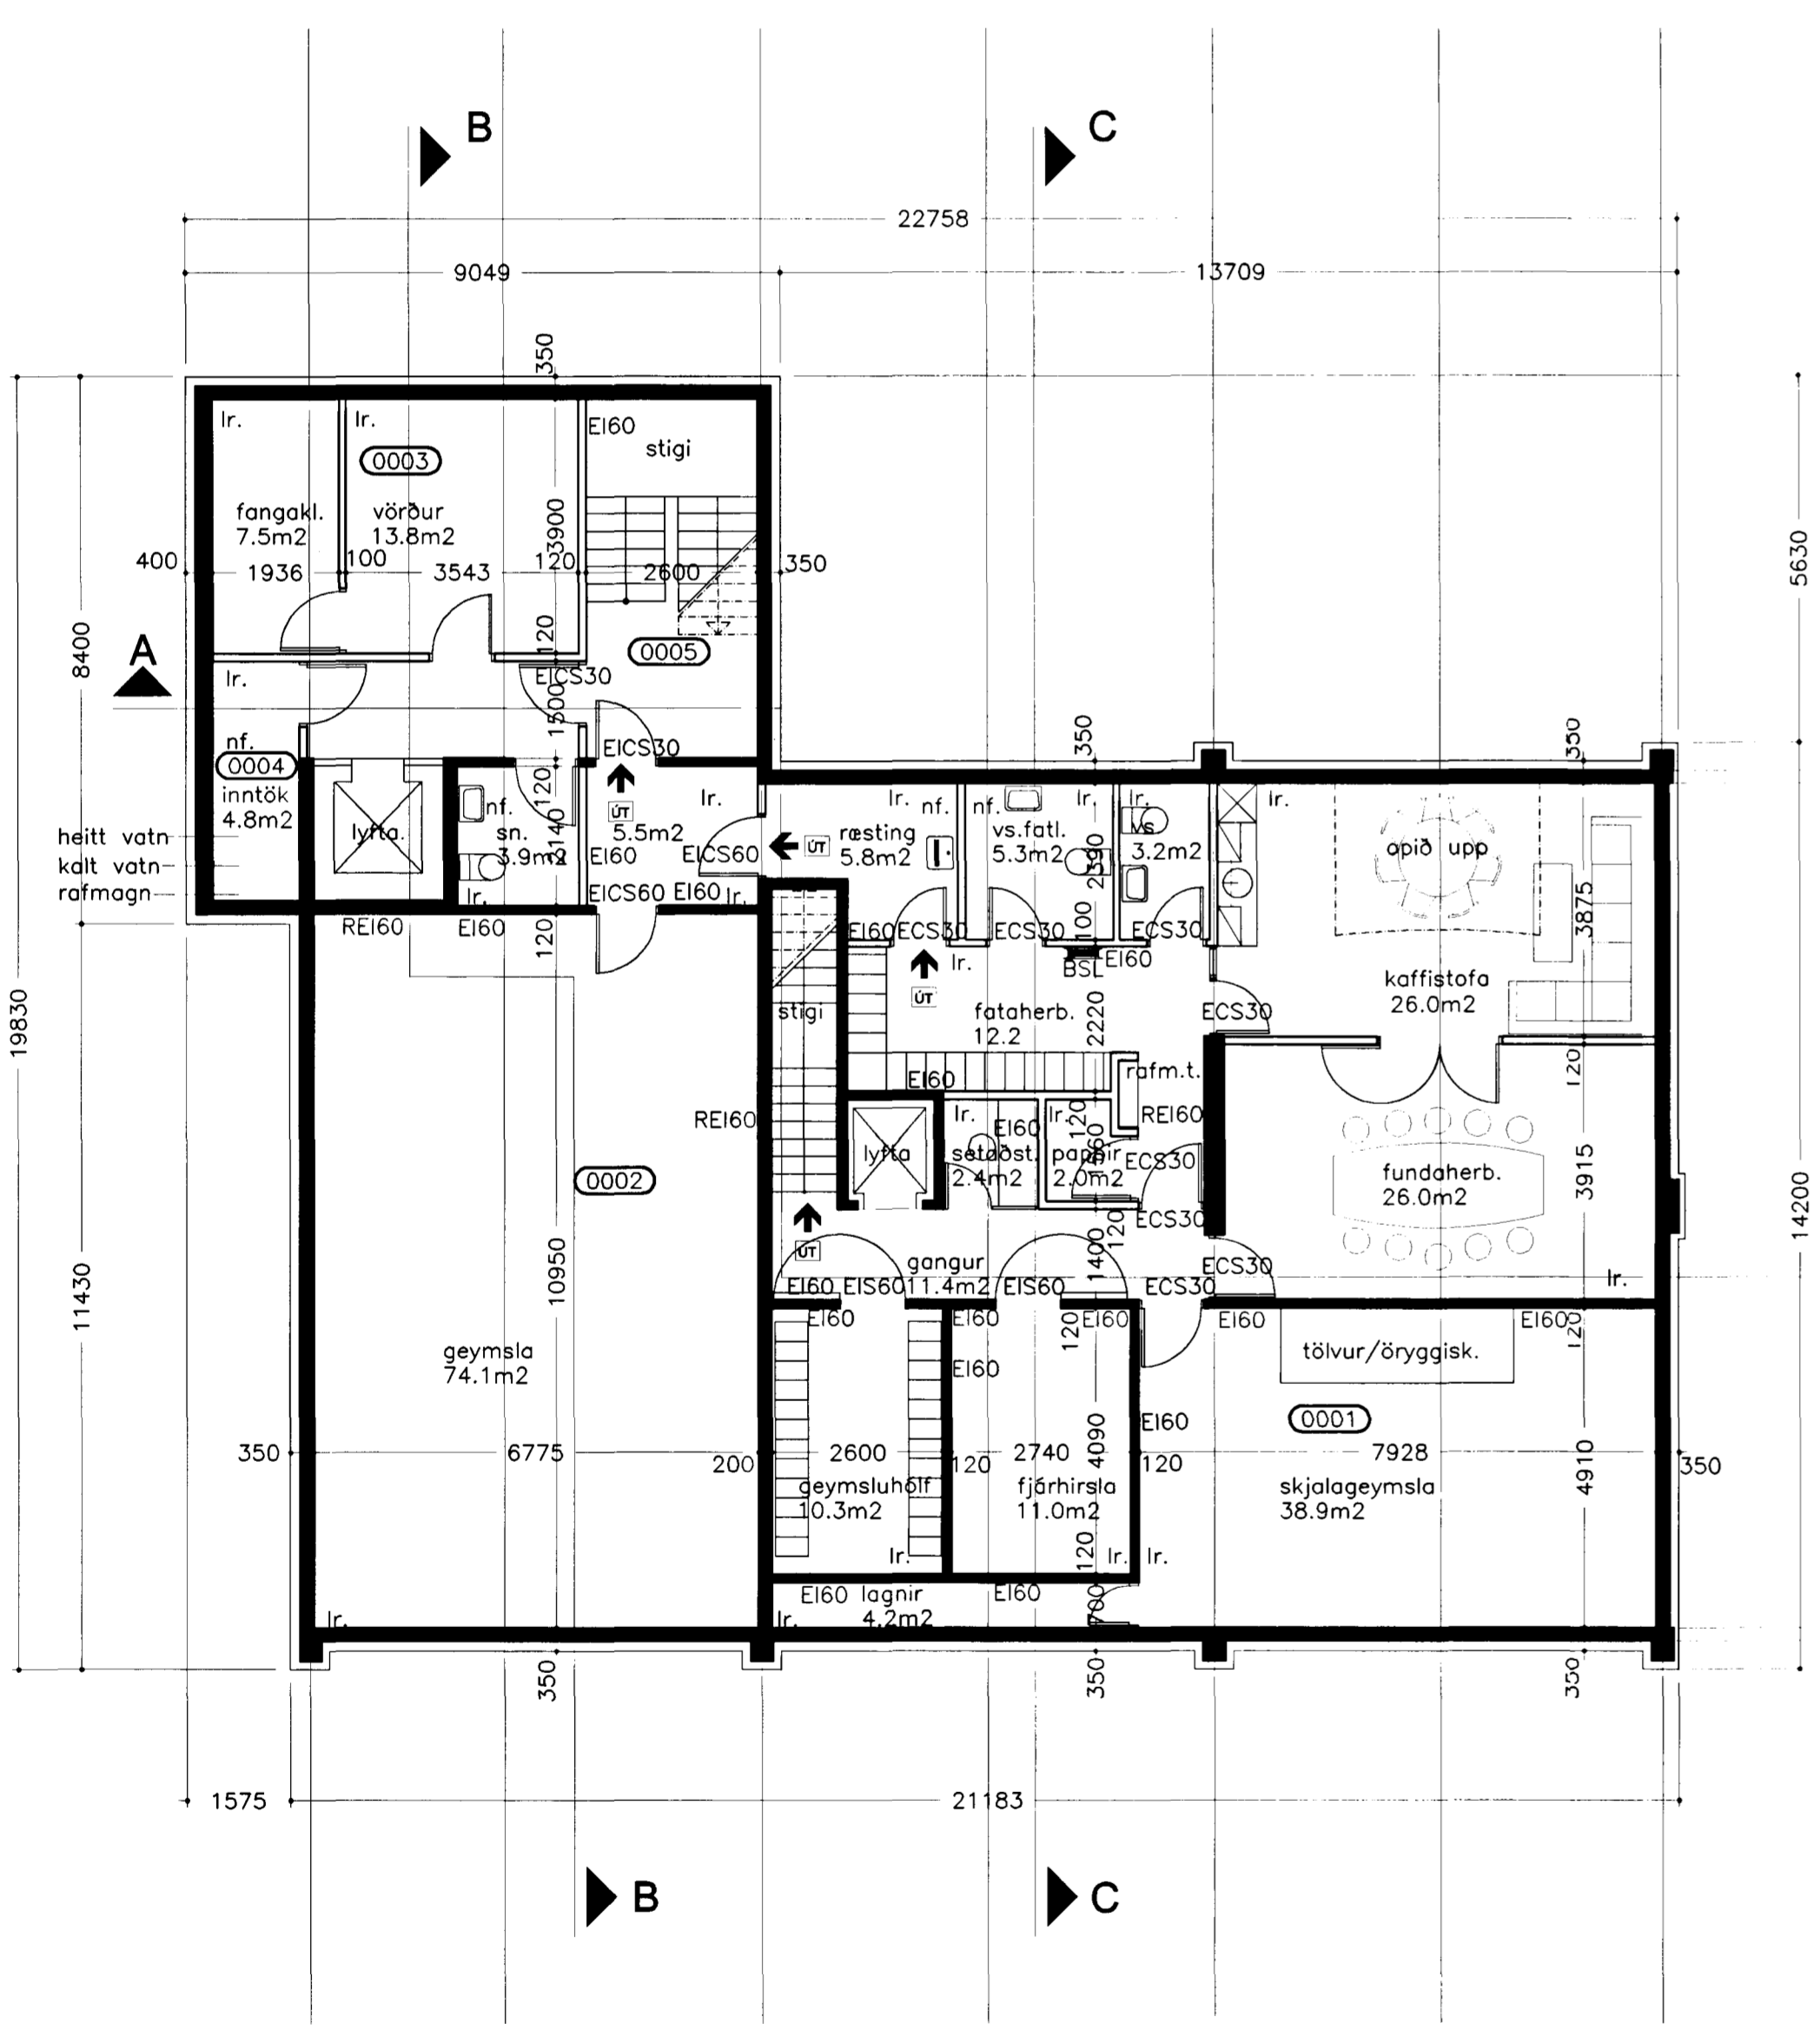 B
C
22758
9049
13709
350
lr.
lr.
EI60
stigi
0003
fangakl.
7.5m2
vörður
13.8m2
3900
400
1936
100
3543
120
2600
350
5630
8400
A
120
0005
lr.
EICS30
1500
nf.
0004
inntök
4.8m2
EICS30
350
350
heitt vatn
kalt vatn
rafmagn
lyfta.
nf.
sn.
3.9m2
120
2140
ÚT
5.5m2
lr.
EI60
EICS60
ÚT
lr.
nf.
ræsting
5.8m2
nf.
lr.
vs.fatl.
5.3m2
2390
lr.
vs
3.2m2
lr.
opið upp
3875
lr.
EICS60
EI60
lr.
REI60
EI60
120
EI60
ECS30
ECS30
100
ECS30
lr.
BSL
EI60
ÚT
kaffistofa
26.0m2
19830
stigi
fataherb.
12.2
2220
ECS30
EI60
rafm.t.
120
REI60
lr.
EI60
lr.
120
REI60
lyfta
setaðst.
2.4m2
pappír
2.0m2
1560
ECS30
fundaherb.
26.0m2
3915
14200
0002
ÚT
ECS30
120
gangur
11.4m2
1400
10950
11430
EI60
EIS60
EIS60
ECS30
ECS30
lr.
EI60
EI60
EI60
120
EI60
EI60
120
geymsla
74.1m2
EI60
tölvur/öryggisk.
0001
EI60
350
6775
200
2600
120
2740
4090
120
7928
4910
350
geymsluhólf
10.3m2
fjárhirsla
11.0m2
skjalageymsla
38.9m2
lr.
120
lr.
lr.
EI60
lagnir
4.2m2
EI60
700
lr.
lr.
350
350
350
1575
21183
B
C